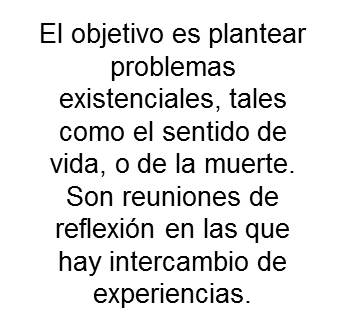 El objetivo es plantear
problemas
existenciales, tales
como el sentido de
vida, o de la muerte.
Son reuniones de
reflexión en las que
hay intercambio de
experiencias.